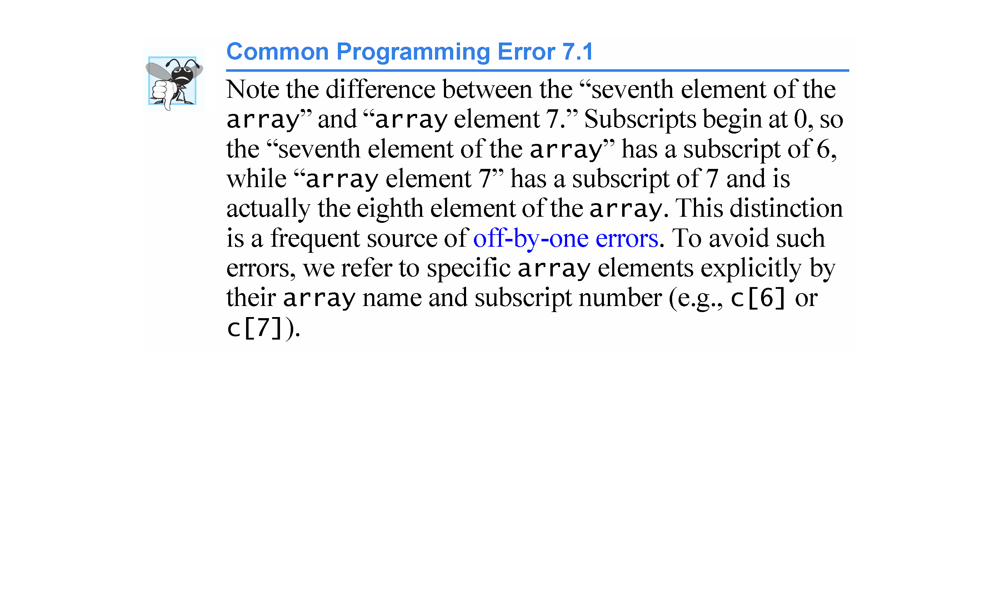 Common Programming Error 7.1
Note the difference between the “seventh element of the
array” and “array element 7.” Subscripts begin at 0, so
the “seventh element of the array” has a subscript of 6,
while “array element 7” has a subscript of 7 and is
actually the eighth element of the array. This distinction
is a frequent source of off-by-one errors. To avoid such
errors, we refer to specific array elements explicitly by
their array name and subscript number (e.g., c[6] or
c[7]).